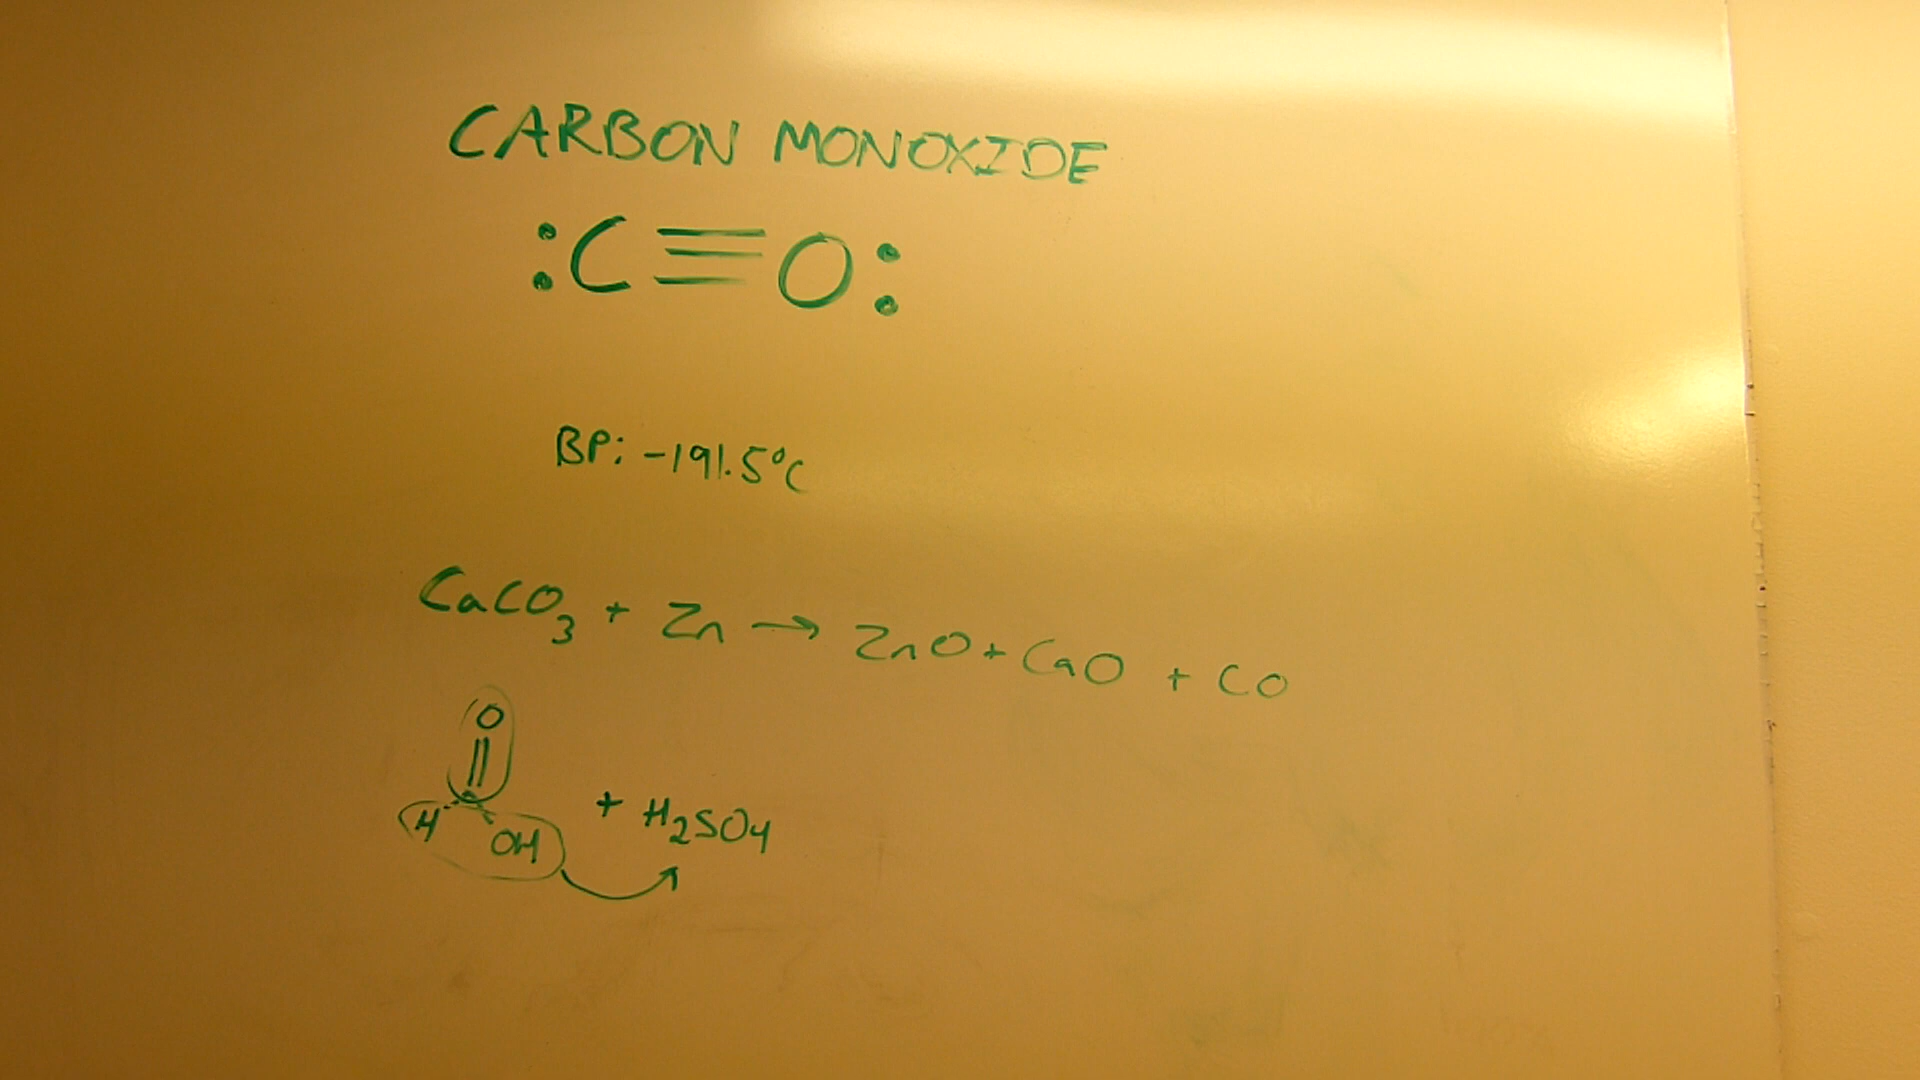 CARBON MONOXIDE
:C≡O:
BP: -191.5°C
CaCO₃ + Zn → ZnO + CaO + CO
O
H OH + H₂SO₄